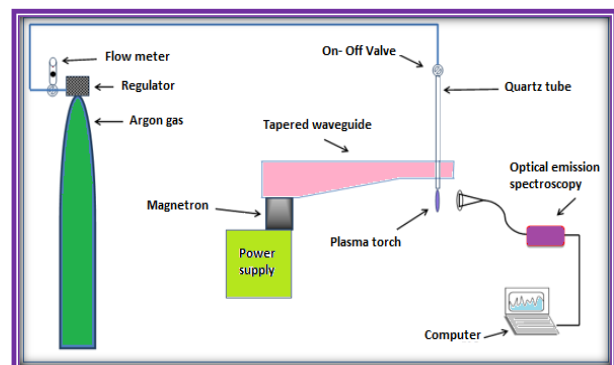 Flow meter
Regulator
Argon gas
On- Off Valve
Quartz tube
Tapered waveguide
Optical emission
spectroscopy
Magnetron
Plasma torch
Power
supply
Computer